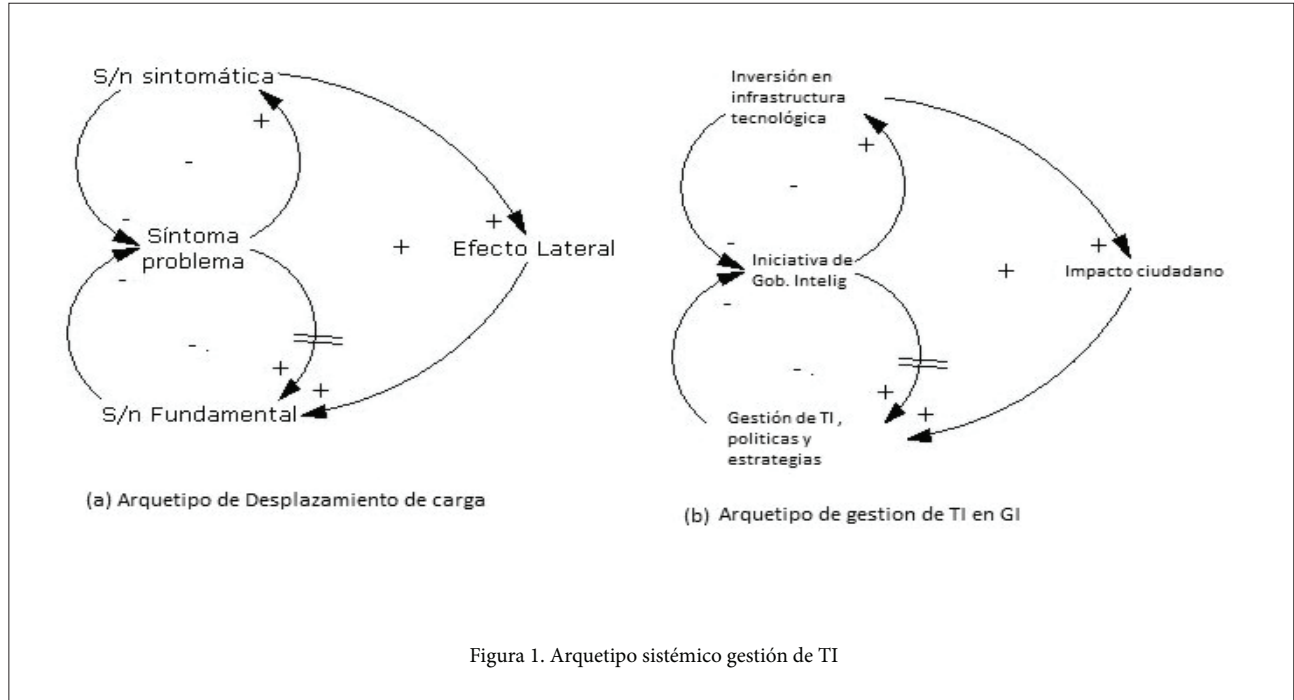 S/n sintomática
+
-
-
Síntoma
problema
-
+
+
Efecto Lateral
- .
+
+
S/n Fundamental
(a) Arquetipo de Desplazamiento de carga
Inversión en
infrastructura
tecnológica
+
-
-
Iniciativa de
Gob. Intelig
-
+
+
Impacto ciudadano
- .
+
+
Gestión de TI ,
politicas y
estrategias
(b) Arquetipo de gestion de TI en GI
Figura 1. Arquetipo sistémico gestión de TI